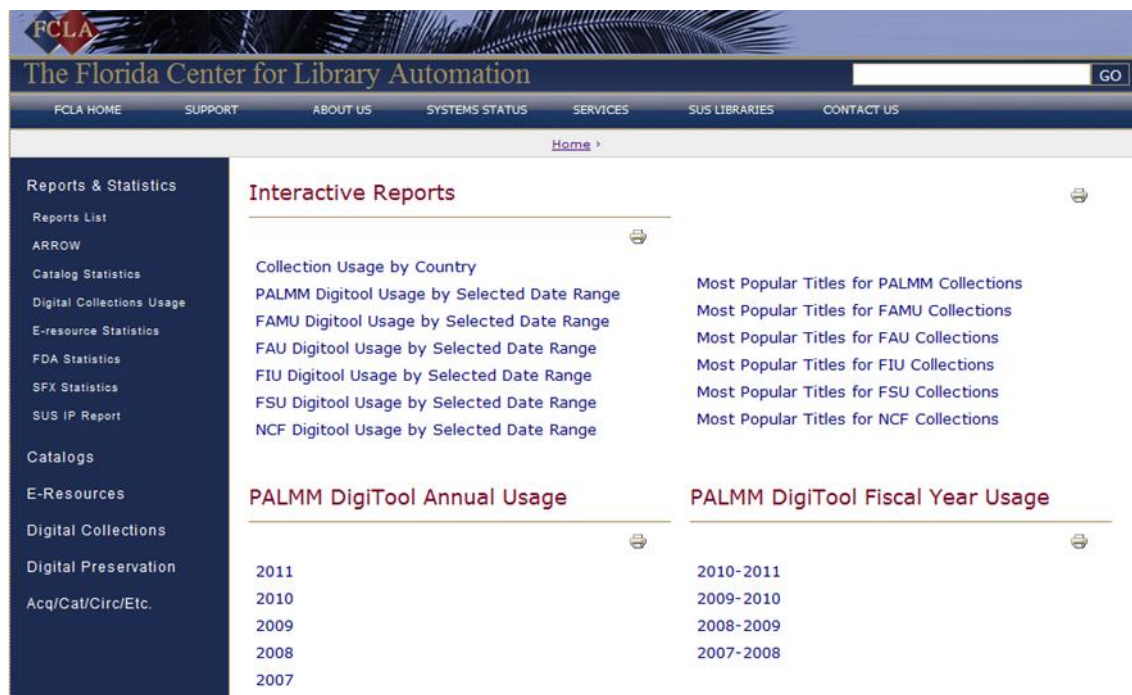 FCLA
The Florida Center for Library Automation
GO
FCLA HOME SUPPORT ABOUT US SYSTEMS STATUS SERVICES SUS LIBRARIES CONTACT US
Home ›
Reports & Statistics
Reports List
ARROW
Catalog Statistics
Digital Collections Usage
E-resource Statistics
FDA Statistics
SFX Statistics
SUS IP Report
Catalogs
E-Resources
Digital Collections
Digital Preservation
Acq/Cat/Circ/Etc.
Interactive Reports
Collection Usage by Country
PALMM Digitool Usage by Selected Date Range
FAMU Digitool Usage by Selected Date Range
FAU Digitool Usage by Selected Date Range
FIU Digitool Usage by Selected Date Range
FSU Digitool Usage by Selected Date Range
NCF Digitool Usage by Selected Date Range
Most Popular Titles for PALMM Collections
Most Popular Titles for FAMU Collections
Most Popular Titles for FAU Collections
Most Popular Titles for FIU Collections
Most Popular Titles for FSU Collections
Most Popular Titles for NCF Collections
PALMM DigiTool Annual Usage
2011
2010
2009
2008
2007
PALMM DigiTool Fiscal Year Usage
2010-2011
2009-2010
2008-2009
2007-2008